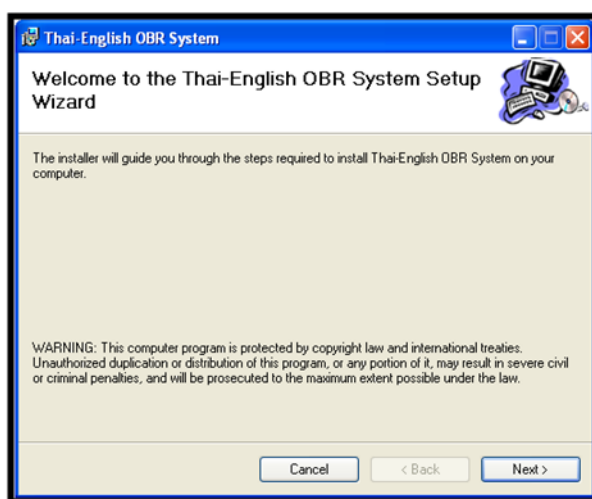 Thai-English OBR System
Welcome to the Thai-English OBR System Setup
Wizard
The installer will guide you through the steps required to install Thai-English OBR System on your
computer.
WARNING: This computer program is protected by copyright law and international treaties.
Unauthorized duplication or distribution of this program, or any portion of it, may result in severe civil
or criminal penalties, and will be prosecuted to the maximum extent possible under the law.
Cancel < Back Next >